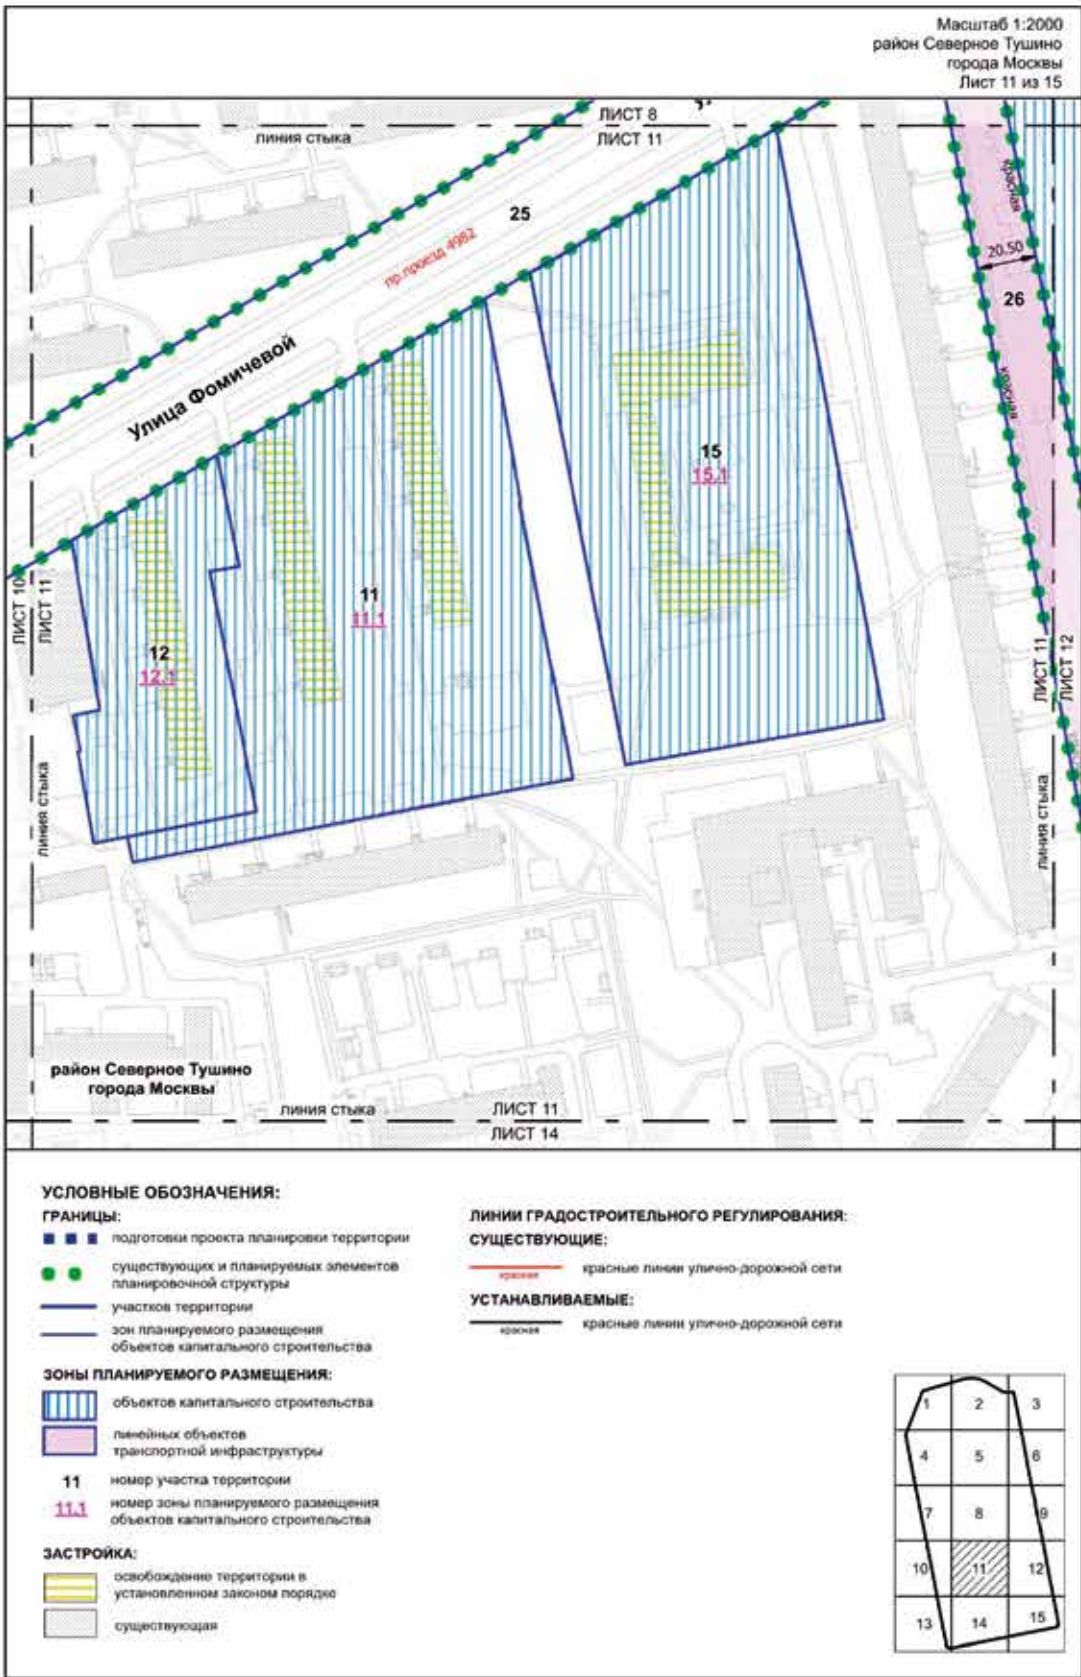 Масштаб 1:2000
район Северное Тушино
города Москвы
Лист 11 из 15
ЛИСТ 8
линия стыка
ЛИСТ 11
25
пр.проезд 4982
Улица Фомичевой
красная
20.50
26
красная
15
15.1
11
11.1
12
12.1
ЛИСТ 10
ЛИСТ 11
ЛИСТ 11
ЛИСТ 12
линия стыка
линия стыка
район Северное Тушино
города Москвы
линия стыка
ЛИСТ 11
ЛИСТ 14
УСЛОВНЫЕ ОБОЗНАЧЕНИЯ:
ГРАНИЦЫ:
подготовки проекта планировки территории
существующих и планируемых элементов
планировочной структуры
участков территории
зон планируемого размещения
объектов капитального строительства
ЗОНЫ ПЛАНИРУЕМОГО РАЗМЕЩЕНИЯ:
объектов капитального строительства
линейных объектов
транспортной инфраструктуры
11 номер участка территории
11.1 номер зоны планируемого размещения
объектов капитального строительства
ЗАСТРОЙКА:
освобождение территории в
установленном законом порядке
существующая
ЛИНИИ ГРАДОСТРОИТЕЛЬНОГО РЕГУЛИРОВАНИЯ:
СУЩЕСТВУЮЩИЕ:
красная красные линии улично-дорожной сети
УСТАНАВЛИВАЕМЫЕ:
красная красные линии улично-дорожной сети
1 2 3
4 5 6
7 8 9
10 11 12
13 14 15